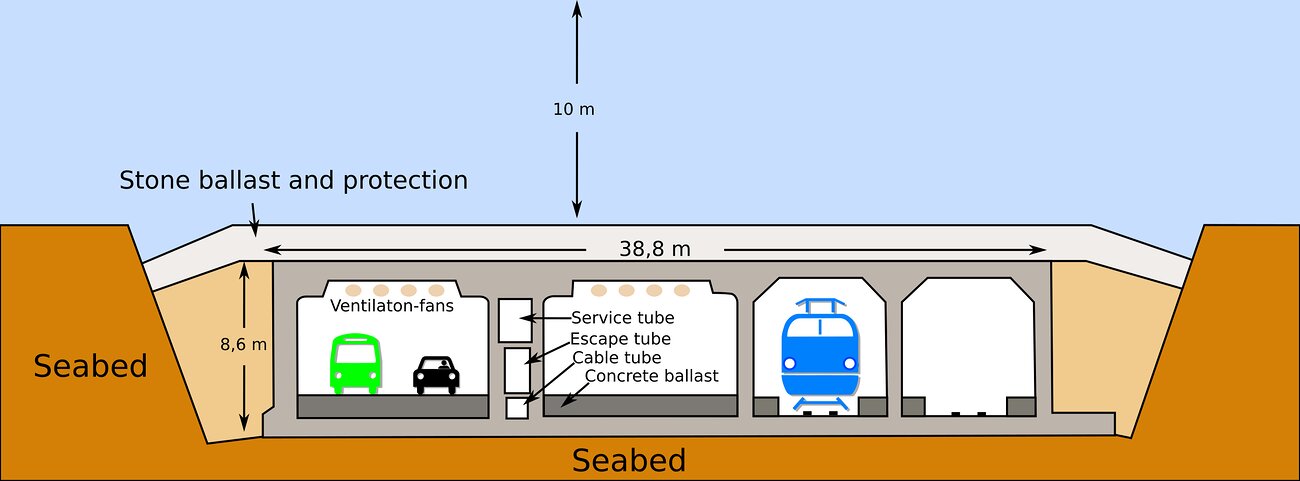 10 m
Stone ballast and protection
38,8 m
Ventilaton-fans
Service tube
Escape tube
8,6 m
Cable tube
Seabed
Concrete ballast
Seabed